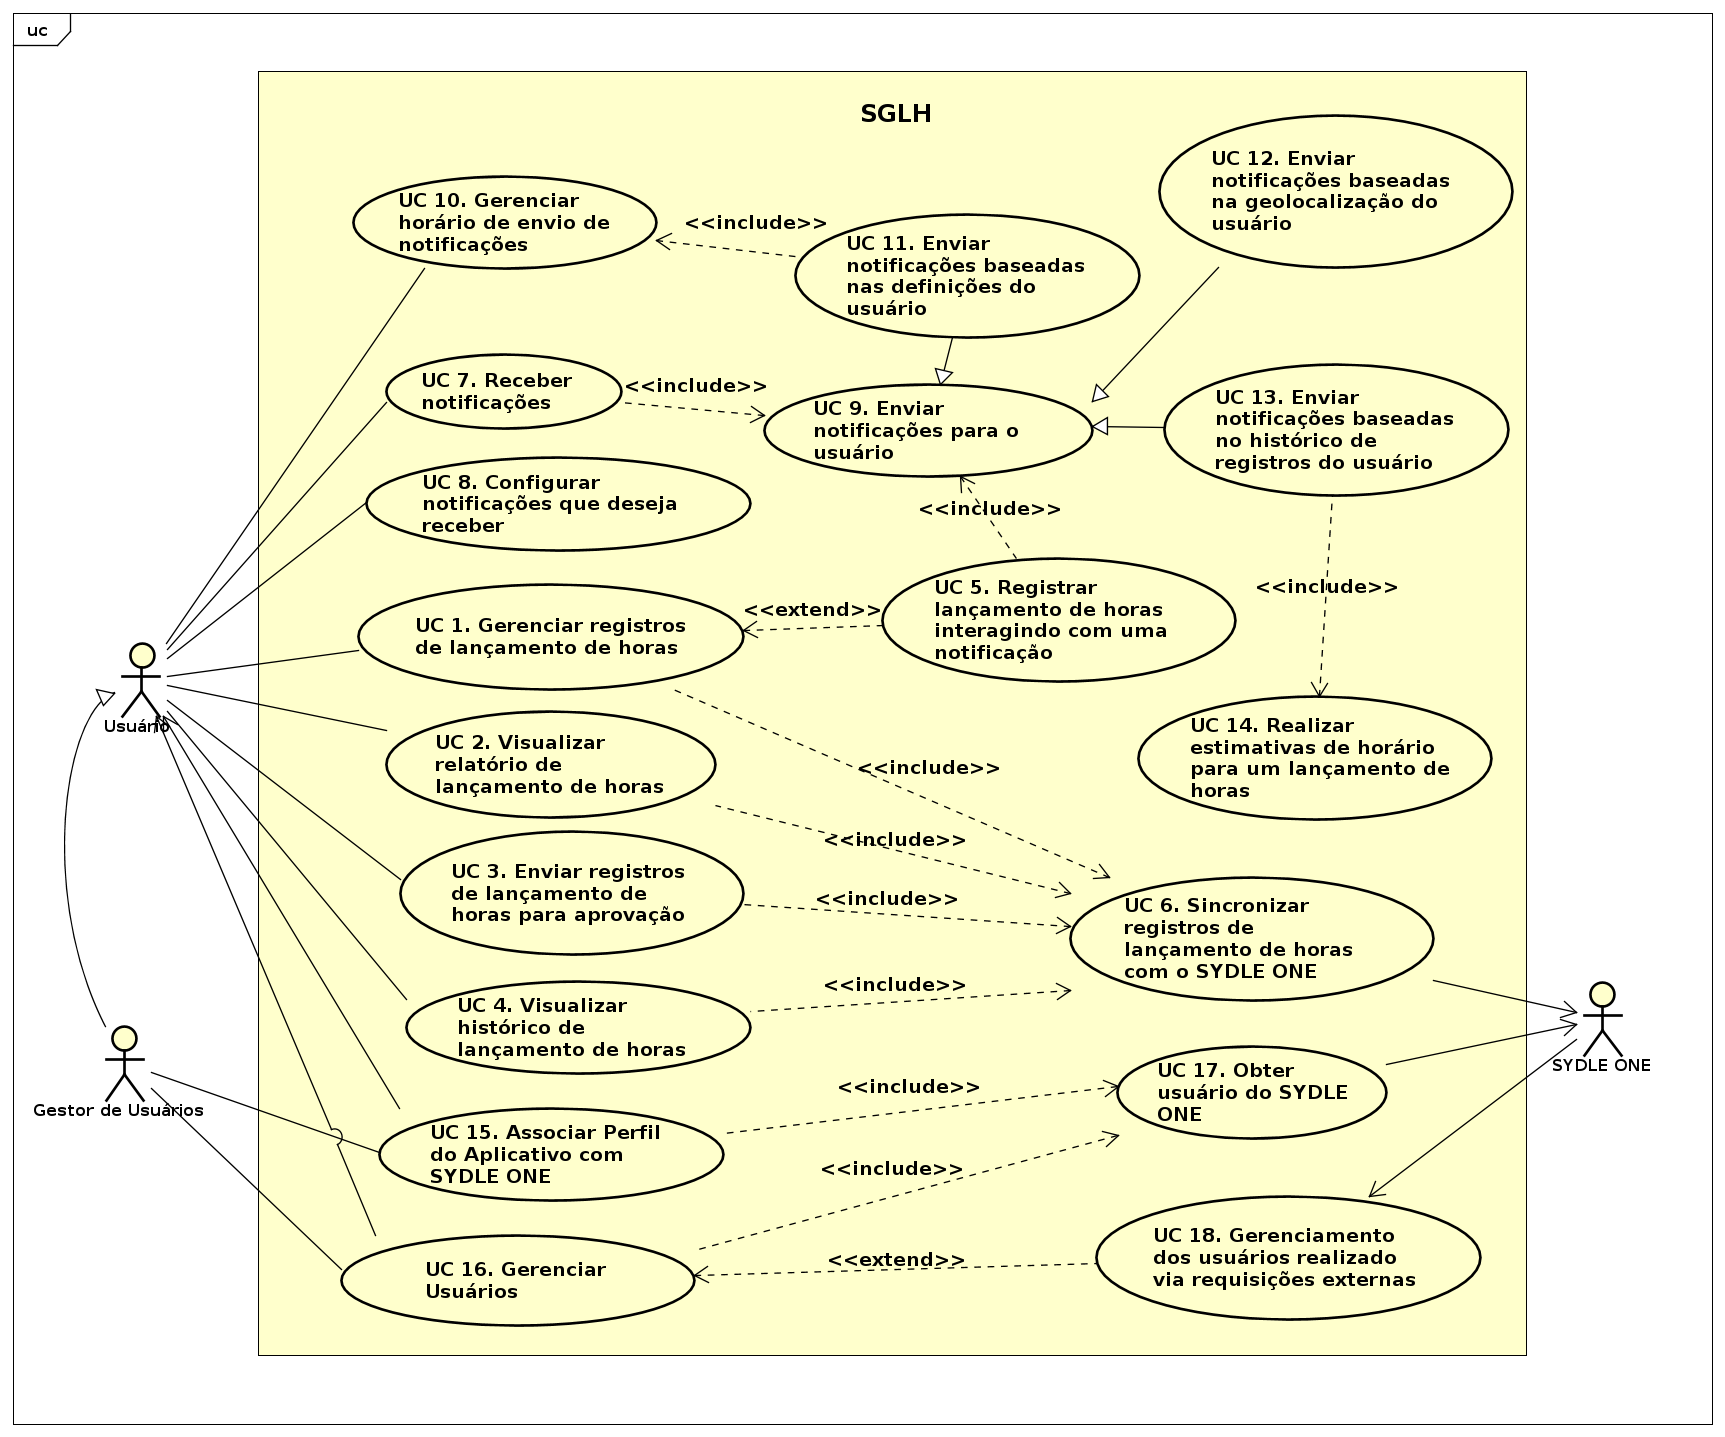 uc
SGLH
UC 12. Enviar
notificações baseadas
na geolocalização do
usuário
UC 10. Gerenciar
horário de envio de
notificações
<<include>>
UC 11. Enviar
notificações baseadas
nas definições do
usuário
UC 7. Receber
notificações
<<include>>
UC 9. Enviar
notificações para o
usuário
UC 13. Enviar
notificações baseadas
no histórico de
registros do usuário
UC 8. Configurar
notificações que deseja
receber
<<include>>
UC 1. Gerenciar registros
de lançamento de horas
<<extend>>
UC 5. Registrar
lançamento de horas
interagindo com uma
notificação
<<include>>
Usuário
UC 2. Visualizar
relatório de
lançamento de horas
<<include>>
UC 14. Realizar
estimativas de horário
para um lançamento de
horas
<<include>>
UC 3. Enviar registros
de lançamento de
horas para aprovação
<<include>>
UC 6. Sincronizar
registros de
lançamento de horas
com o SYDLE ONE
UC 4. Visualizar
histórico de
lançamento de horas
<<include>>
SYDLE ONE
Gestor de Usuários
<<include>>
UC 17. Obter
usuário do SYDLE
ONE
UC 15. Associar Perfil
do Aplicativo com
SYDLE ONE
<<include>>
UC 16. Gerenciar
Usuários
<<extend>>
UC 18. Gerenciamento
dos usuários realizado
via requisições externas